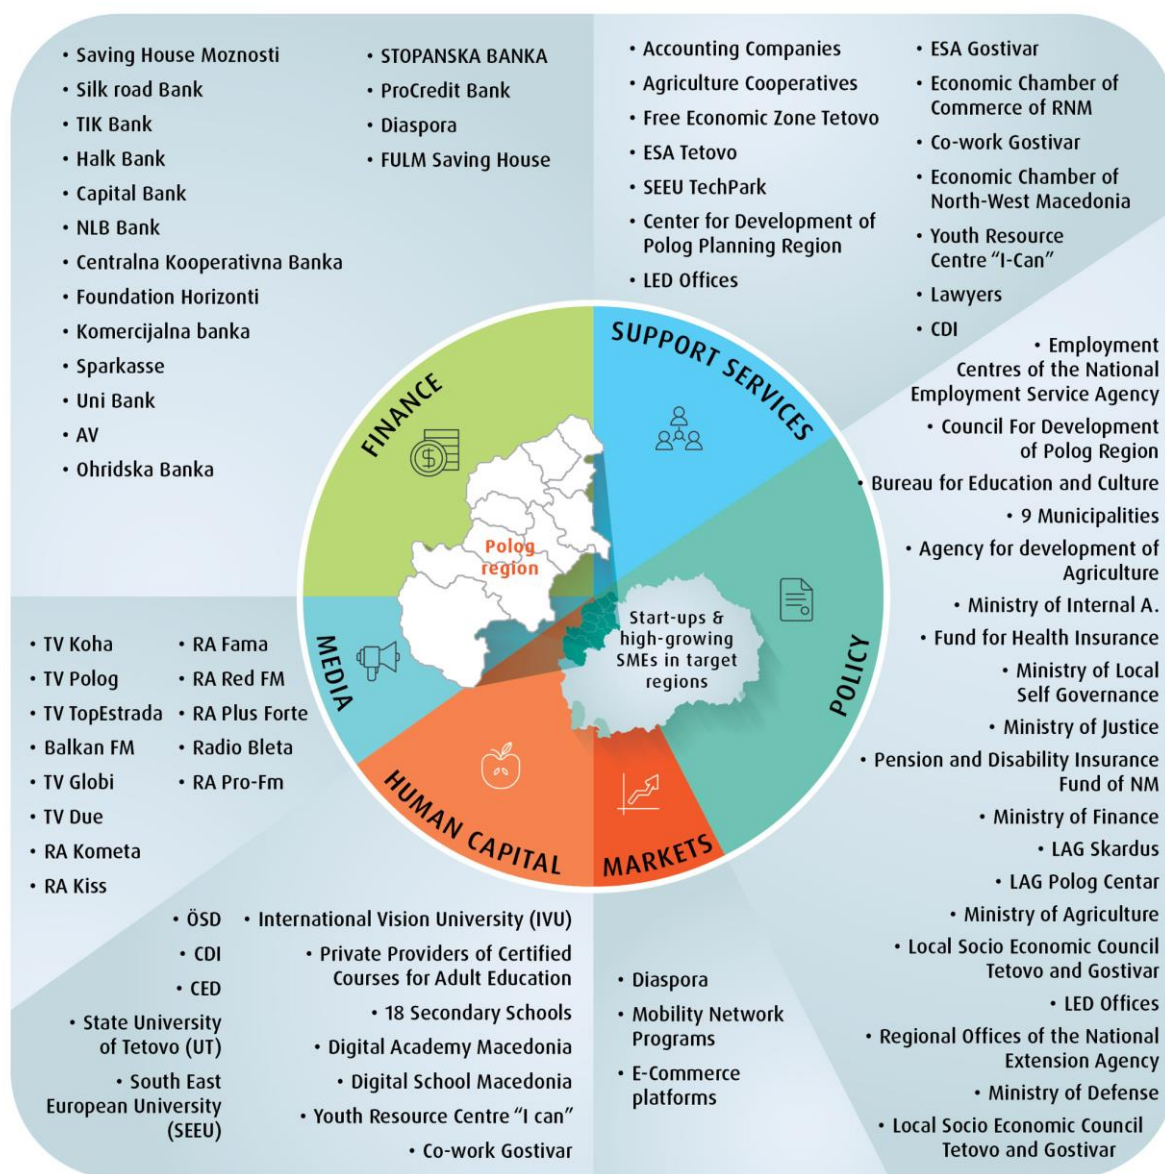 • Saving House Moznosti
• Silk road Bank
• TIK Bank
• Halk Bank
• Capital Bank
• NLB Bank
• Centralna Kooperativna Banka
• Foundation Horizonti
• Komercijalna banka
• Sparkasse
• Uni Bank
• AV
• Ohridska Banka
• STOPANSKA BANKA
• ProCredit Bank
• Diaspora
• FULM Saving House
• Accounting Companies
• Agriculture Cooperatives
• Free Economic Zone Tetovo
• ESA Tetovo
• SEEU TechPark
• Center for Development of
Polog Planning Region
• LED Offices
• ESA Gostivar
• Economic Chamber of
Commerce of RNM
• Co-work Gostivar
• Economic Chamber of
North-West Macedonia
• Youth Resource
Centre “I-Can”
• Lawyers
• CDI
• Employment
Centres of the National
Employment Service Agency
• Council For Development
of Polog Region
• Bureau for Education and Culture
• 9 Municipalities
• Agency for development of
Agriculture
• Ministry of Internal A.
• Fund for Health Insurance
• Ministry of Local
Self Governance
• Ministry of Justice
• Pension and Disability Insurance
Fund of NM
• Ministry of Finance
• LAG Skardus
• LAG Polog Centar
• Ministry of Agriculture
• Local Socio Economic Council
Tetovo and Gostivar
• LED Offices
• Regional Offices of the National
Extension Agency
• Ministry of Defense
• Local Socio Economic Council
Tetovo and Gostivar
FINANCE
SUPPORT SERVICES
POLICY
MARKETS
HUMAN CAPITAL
MEDIA
Polog
region
Start-ups &
high-growing
SMEs in target
regions
• TV Koha
• TV Polog
• TV TopEstrada
• Balkan FM
• TV Globi
• TV Due
• RA Kometa
• RA Kiss
• RA Fama
• RA Red FM
• RA Plus Forte
• Radio Bleta
• RA Pro-Fm
• ÖSD
• CDI
• CED
• State University
of Tetovo (UT)
• South East
European University
(SEEU)
• International Vision University (IVU)
• Private Providers of Certified
Courses for Adult Education
• 18 Secondary Schools
• Digital Academy Macedonia
• Digital School Macedonia
• Youth Resource Centre “I can”
• Co-work Gostivar
• Diaspora
• Mobility Network
Programs
• E-Commerce
platforms